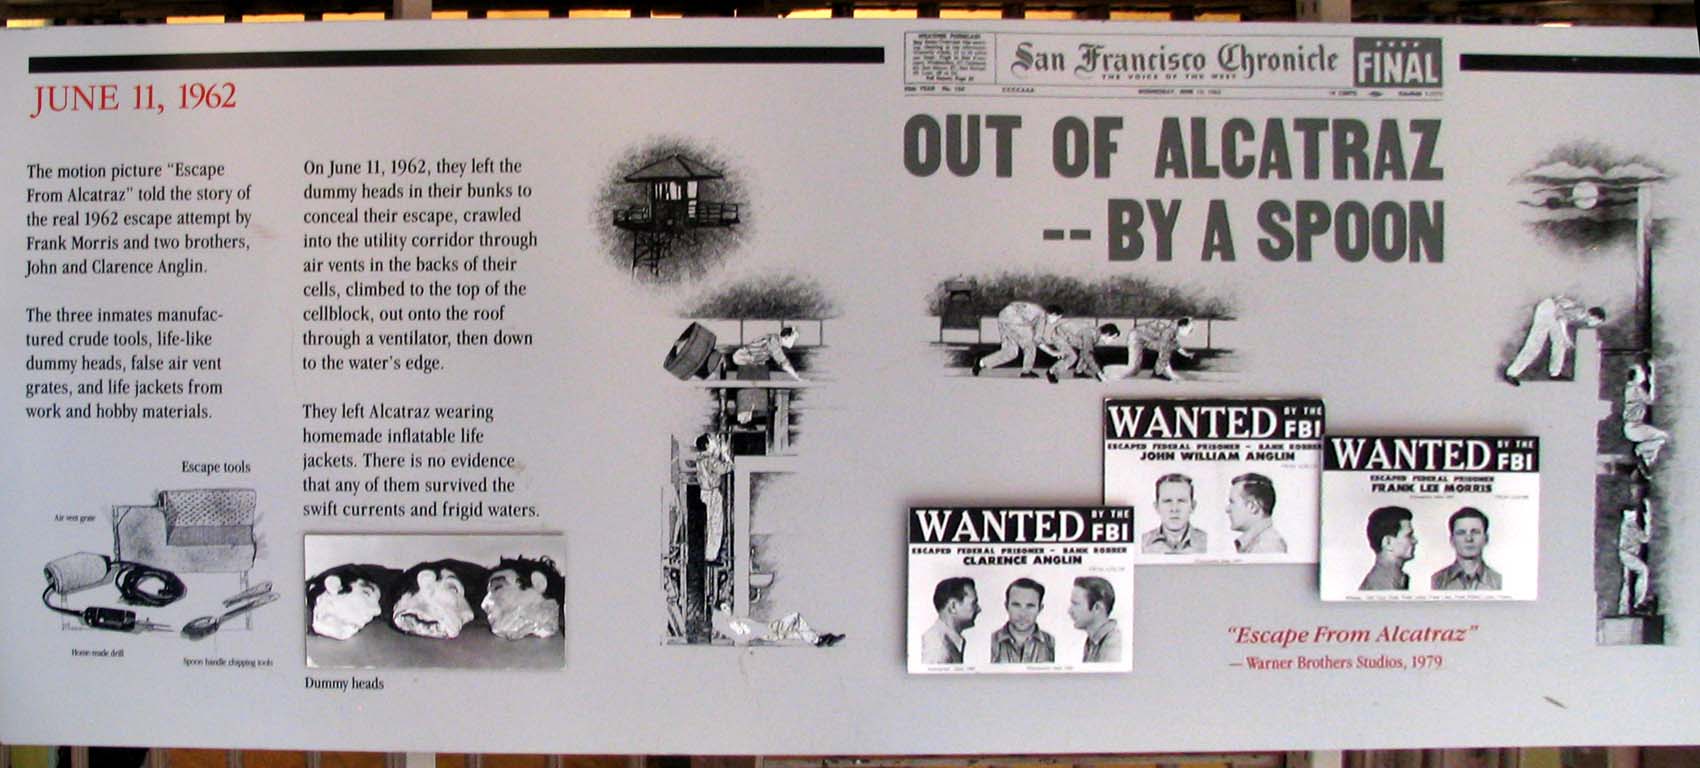 JUNE 11, 1962
The motion picture “Escape
From Alcatraz” told the story of
the real 1962 escape attempt by
Frank Morris and two brothers,
John and Clarence Anglin.
The three inmates manufac-
tured crude tools, life-like
dummy heads, false air vent
grates, and life jackets from
work and hobby materials.
Escape tools
Air vent grate
Home made drill
Spoon handle chipping tools
On June 11, 1962, they left the
dummy heads in their bunks to
conceal their escape, crawled
into the utility corridor through
air vents in the backs of their
cells, climbed to the top of the
cellblock, out onto the roof
through a ventilator, then down
to the water’s edge.
They left Alcatraz wearing
homemade inflatable life
jackets. There is no evidence
that any of them survived the
swift currents and frigid waters.
Dummy heads
San Francisco Chronicle
THE VOICE OF THE WEST
FINAL
OUT OF ALCATRAZ
-- BY A SPOON
WANTED BY THE FBI
ESCAPED FEDERAL PRISONER - BANK ROBBER
CLARENCE ANGLIN
WANTED BY THE FBI
ESCAPED FEDERAL PRISONER - BANK ROBBER
JOHN WILLIAM ANGLIN
WANTED BY THE FBI
ESCAPED FEDERAL PRISONER
FRANK LEE MORRIS
“Escape From Alcatraz”
— Warner Brothers Studios, 1979